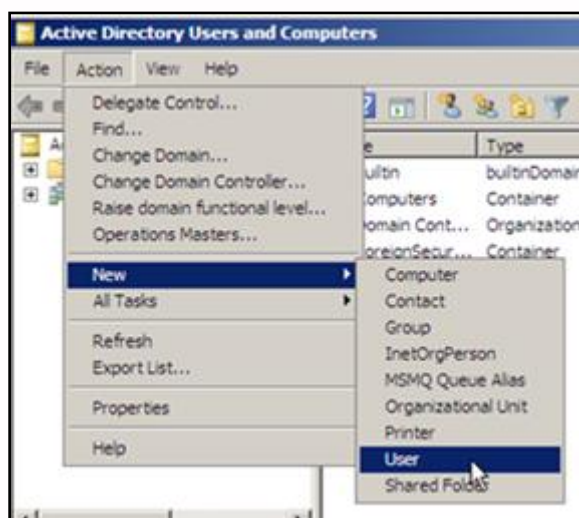 Active Directory Users and Computers
File Action View Help
Delegate Control...
Find...
Change Domain...
Change Domain Controller...
Raise domain functional level...
Operations Masters...
New
All Tasks
Refresh
Export List...
Properties
Help
Type
builtinDomain
Container
Organization
Container
Computer
Contact
Group
InetOrgPerson
MSMQ Queue Alias
Organizational Unit
Printer
User
Shared Folder